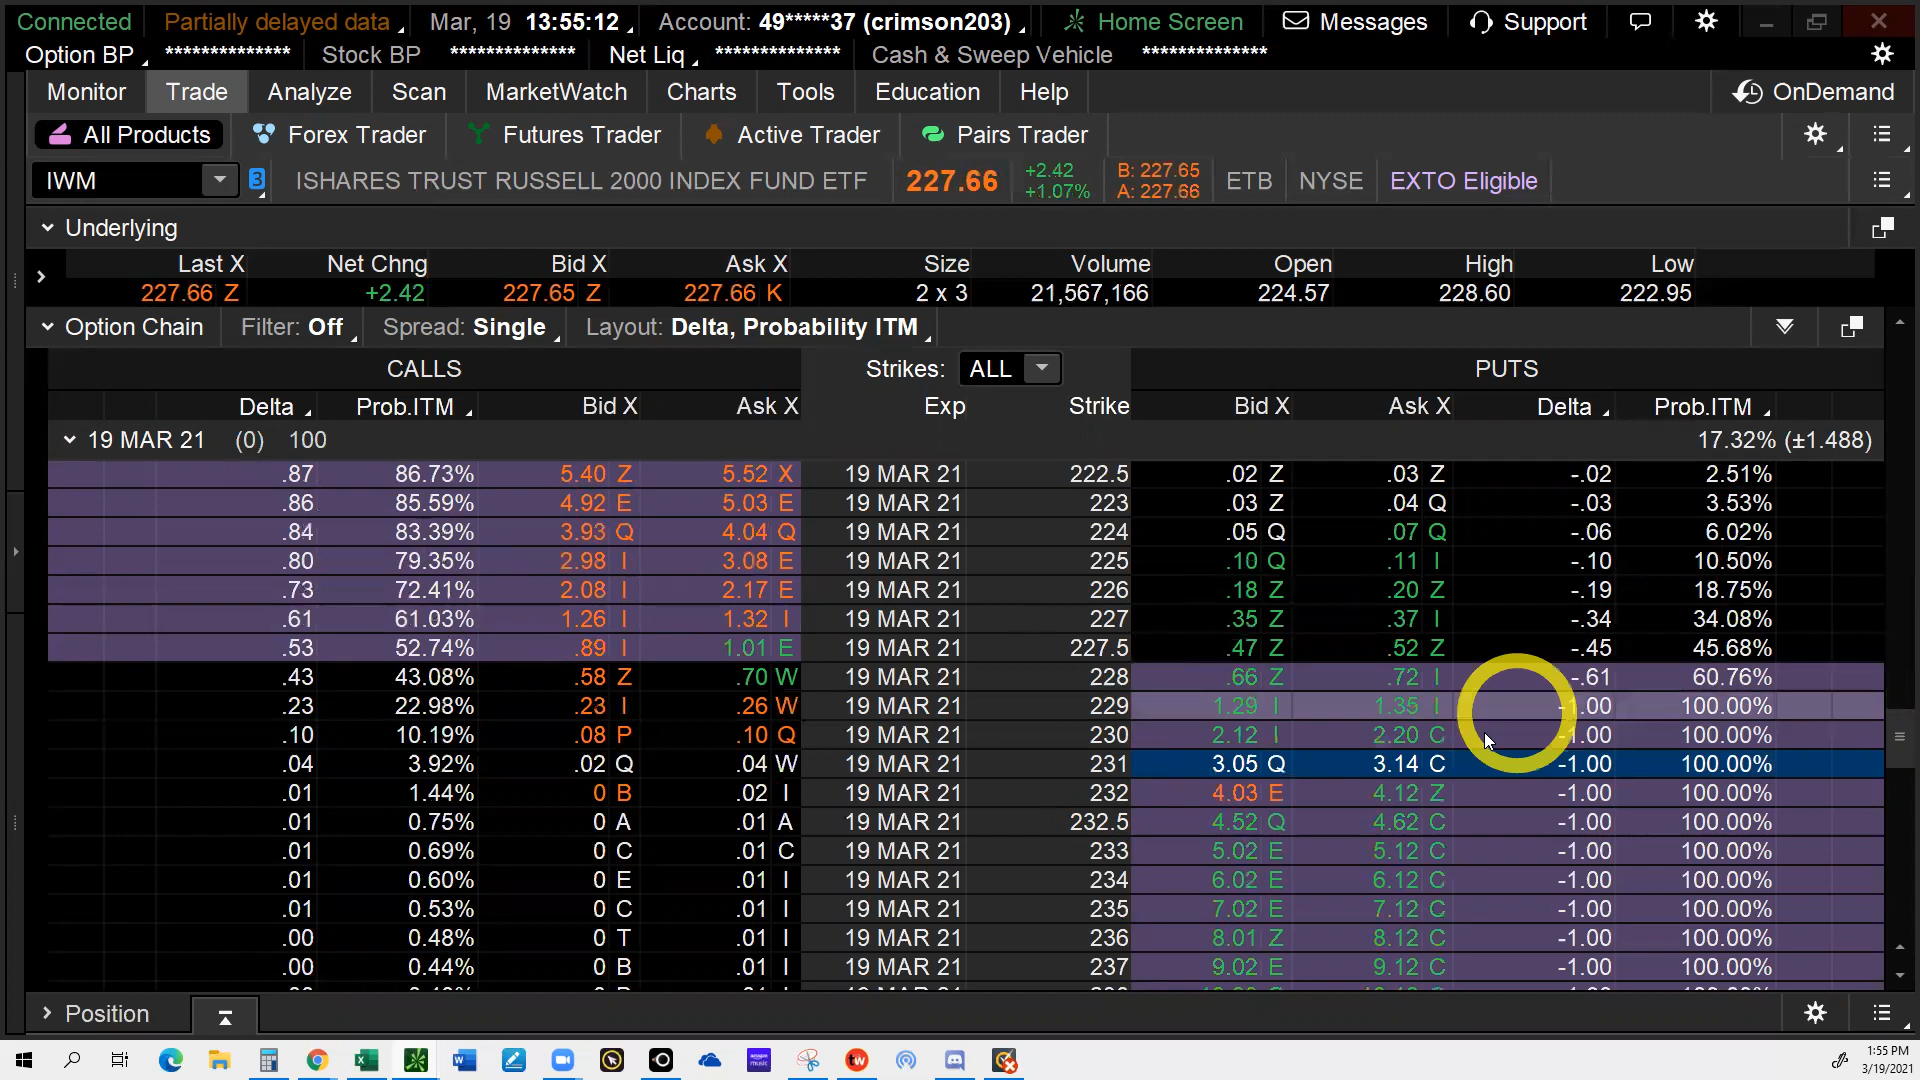 Connected Partially delayed data Mar, 19 13:55:12 Account: 49*****37 (crimson203) Home Screen Messages Support
Option BP ************** Stock BP ************** Net Liq ************** Cash & Sweep Vehicle **************
Monitor Trade Analyze Scan MarketWatch Charts Tools Education Help OnDemand
All Products Forex Trader Futures Trader Active Trader Pairs Trader
IWM 3 ISHARES TRUST RUSSELL 2000 INDEX FUND ETF 227.66 +2.42 +1.07% B: 227.65 A: 227.66 ETB NYSE EXTO Eligible
Underlying
Last X Net Chng Bid X Ask X Size Volume Open High Low
227.66 Z +2.42 227.65 Z 227.66 K 2 x 3 21,567,166 224.57 228.60 222.95
Option Chain Filter: Off Spread: Single Layout: Delta, Probability ITM
CALLS Strikes: ALL PUTS
Delta Prob.ITM Bid X Ask X Exp Strike Bid X Ask X Delta Prob.ITM
19 MAR 21 (0) 100 17.32% (±1.488)
.87 86.73% 5.40 Z 5.52 X 19 MAR 21 222.5 .02 Z .03 Z -.02 2.51%
.86 85.59% 4.92 E 5.03 E 19 MAR 21 223 .03 Z .04 Q -.03 3.53%
.84 83.39% 3.93 Q 4.04 Q 19 MAR 21 224 .05 Q .07 Q -.06 6.02%
.80 79.35% 2.98 I 3.08 E 19 MAR 21 225 .10 Q .11 I -.10 10.50%
.73 72.41% 2.08 I 2.17 E 19 MAR 21 226 .18 Z .20 Z -.19 18.75%
.61 61.03% 1.26 I 1.32 I 19 MAR 21 227 .35 Z .37 I -.34 34.08%
.53 52.74% .89 I 1.01 E 19 MAR 21 227.5 .47 Z .52 Z -.45 45.68%
.43 43.08% .58 Z .70 W 19 MAR 21 228 .66 Z .72 I -.61 60.76%
.23 22.98% .23 I .26 W 19 MAR 21 229 1.29 I 1.35 I -1.00 100.00%
.10 10.19% .08 P .10 Q 19 MAR 21 230 2.12 I 2.20 C -1.00 100.00%
.04 3.92% .02 Q .04 W 19 MAR 21 231 3.05 Q 3.14 C -1.00 100.00%
.01 1.44% 0 B .02 I 19 MAR 21 232 4.03 E 4.12 Z -1.00 100.00%
.01 0.75% 0 A .01 A 19 MAR 21 232.5 4.52 Q 4.62 C -1.00 100.00%
.01 0.69% 0 C .01 C 19 MAR 21 233 5.02 E 5.12 C -1.00 100.00%
.01 0.60% 0 E .01 I 19 MAR 21 234 6.02 E 6.12 C -1.00 100.00%
.01 0.53% 0 C .01 I 19 MAR 21 235 7.02 E 7.12 C -1.00 100.00%
.00 0.48% 0 T .01 I 19 MAR 21 236 8.01 Z 8.12 C -1.00 100.00%
.00 0.44% 0 B .01 I 19 MAR 21 237 9.02 E 9.12 C -1.00 100.00%
Position
1:55 PM
3/19/2021